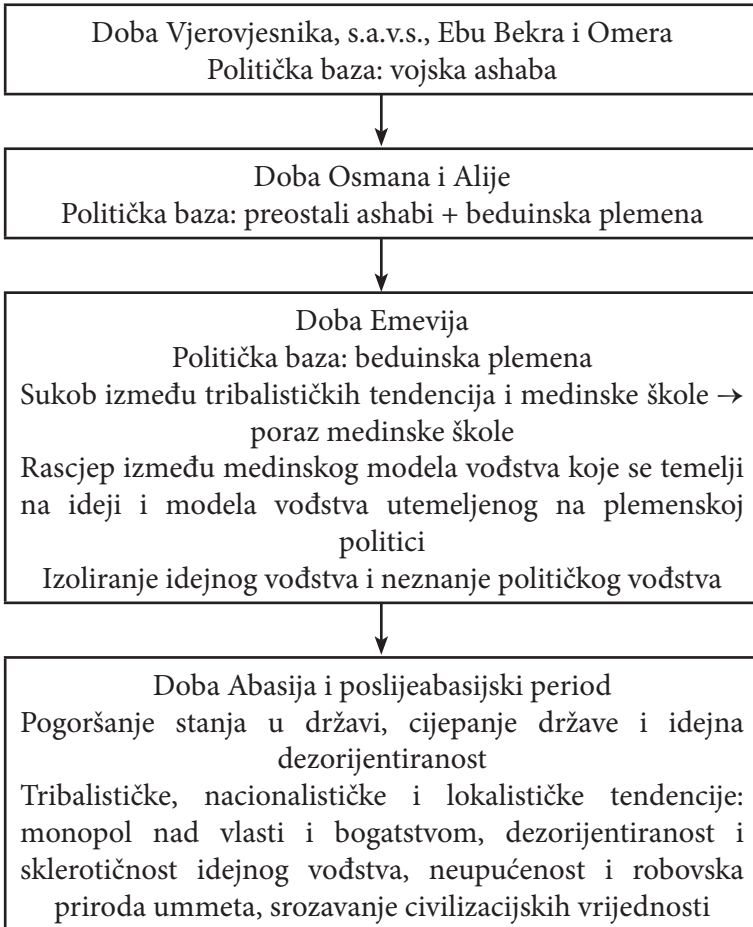 Doba Vjerovjesnika, s.a.v.s., Ebu Bekra i Omera
Politička baza: vojska ashaba
Doba Osmana i Alije
Politička baza: preostali ashabi + beduinska plemena
Doba Emevija
Politička baza: beduinska plemena
Sukob između tribalističkih tendencija i medinske škole →
poraz medinske škole
Rascjep između medinskog modela vođstva koje se temelji
na ideji i modela vođstva utemeljenog na plemenskoj
politici
Izoliranje idejnog vođstva i neznanje političkog vođstva
Doba Abasija i poslijeabasijski period
Pogoršanje stanja u državi, cijepanje države i idejna
dezorijentiranost
Tribalističke, nacionalističke i lokalističke tendencije:
monopol nad vlasti i bogatstvom, dezorijentiranost i
sklerotičnost idejnog vođstva, neupućenost i robovska
priroda ummeta, srozavanje civilizacijskih vrijednosti